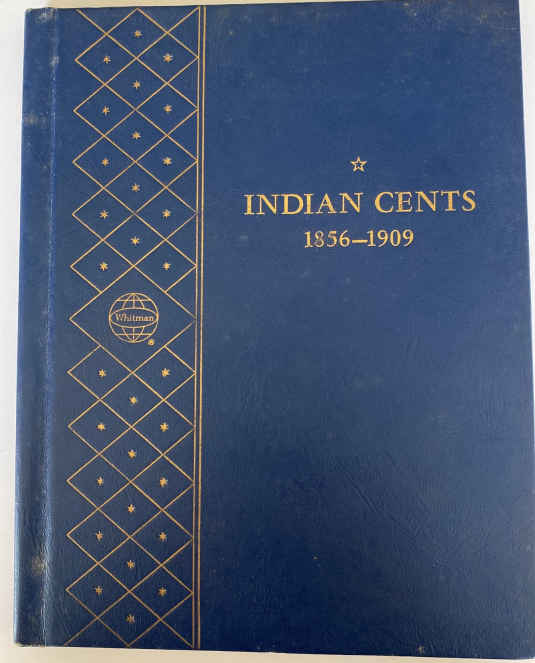 INDIAN CENTS
1856–1909
Whitman
®